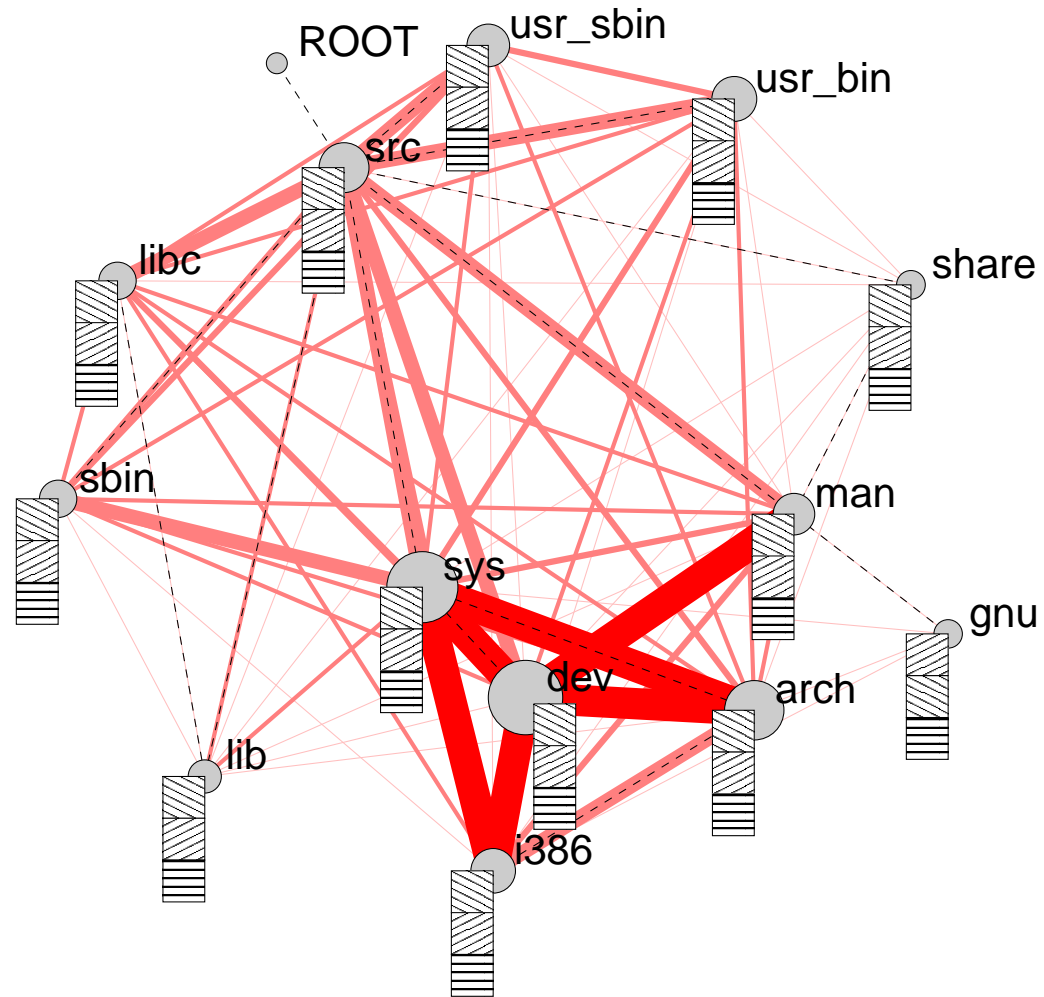 usr_sbin
ROOT
usr_bin
src
libc
share
sbin
man
sys
gnu
dev
arch
lib
i386